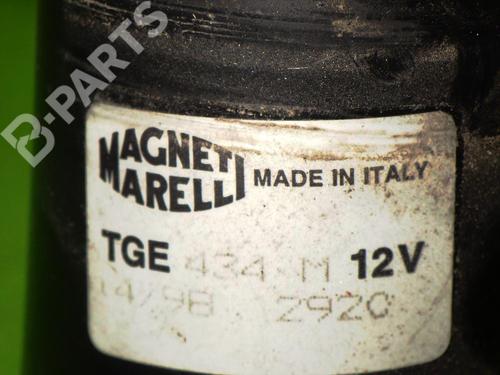 B-PARTS
MAGNETI MARELLI MADE IN ITALY
TGE 434 M 12V
14/98 2920